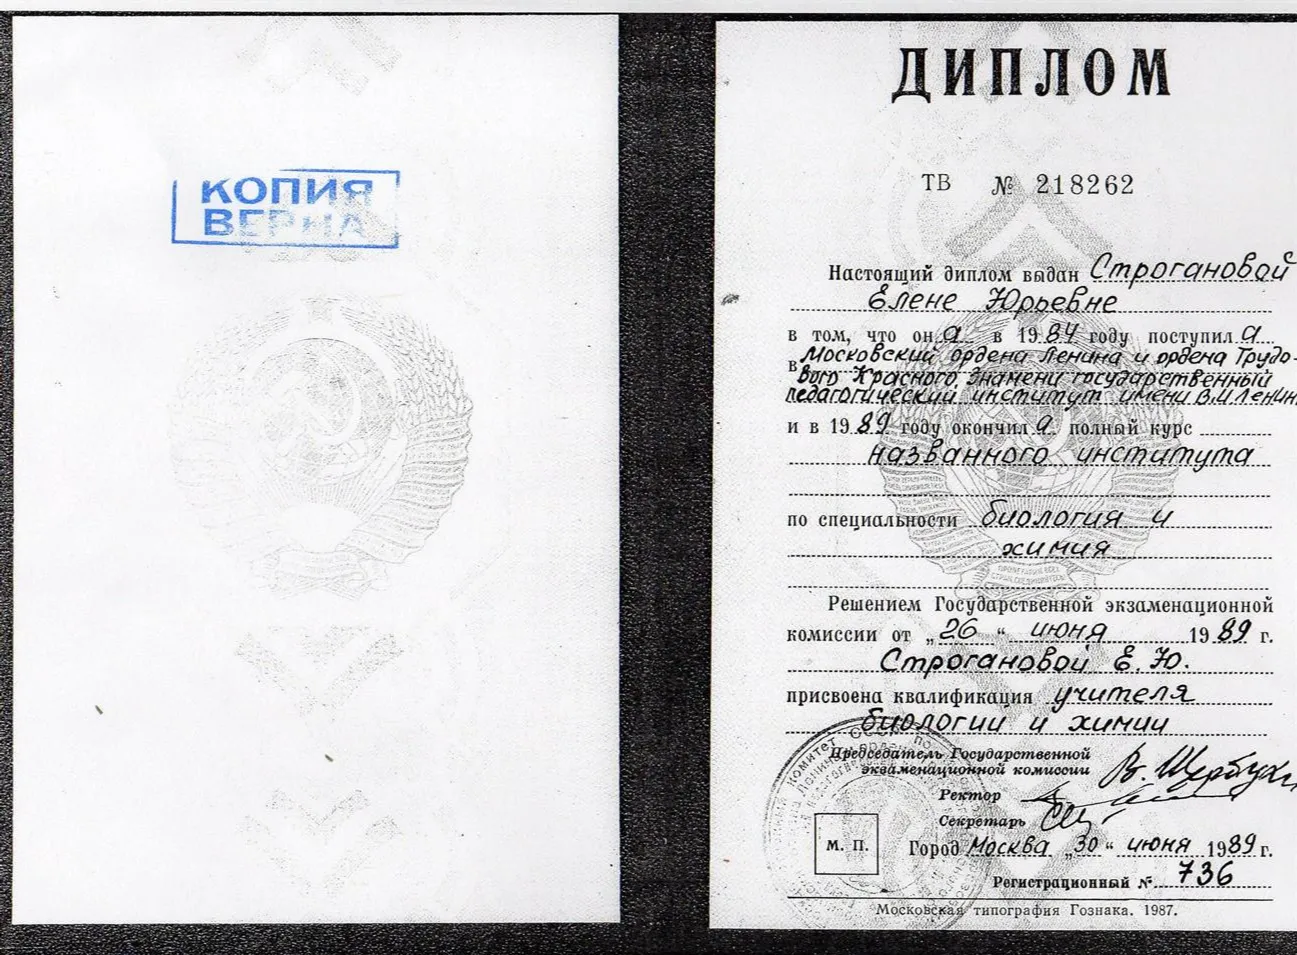 КОПИЯ
ВЕРНА
ДИПЛОМ
ТВ № 218262
Настоящий диплом выдан Строгановой
Елене Юрьевне
в том, что она в 1984 году поступила
в Московский ордена Ленина и ордена Трудо-
вого Красного Знамени государственный
педагогический институт имени В.И.Ленин
и в 1989 году окончила полный курс
названного института
по специальности биология и
химия
Решением Государственной экзаменационной
комиссии от „26“ июня 1989 г.
Строгановой Е. Ю.
присвоена квалификация учителя
биологии и химии
Председатель Государственной
экзаменационной комиссии
Ректор
Секретарь
М. П.
Город Москва „30“ июня 1989 г.
Регистрационный № 736
Московская типография Гознака. 1987.